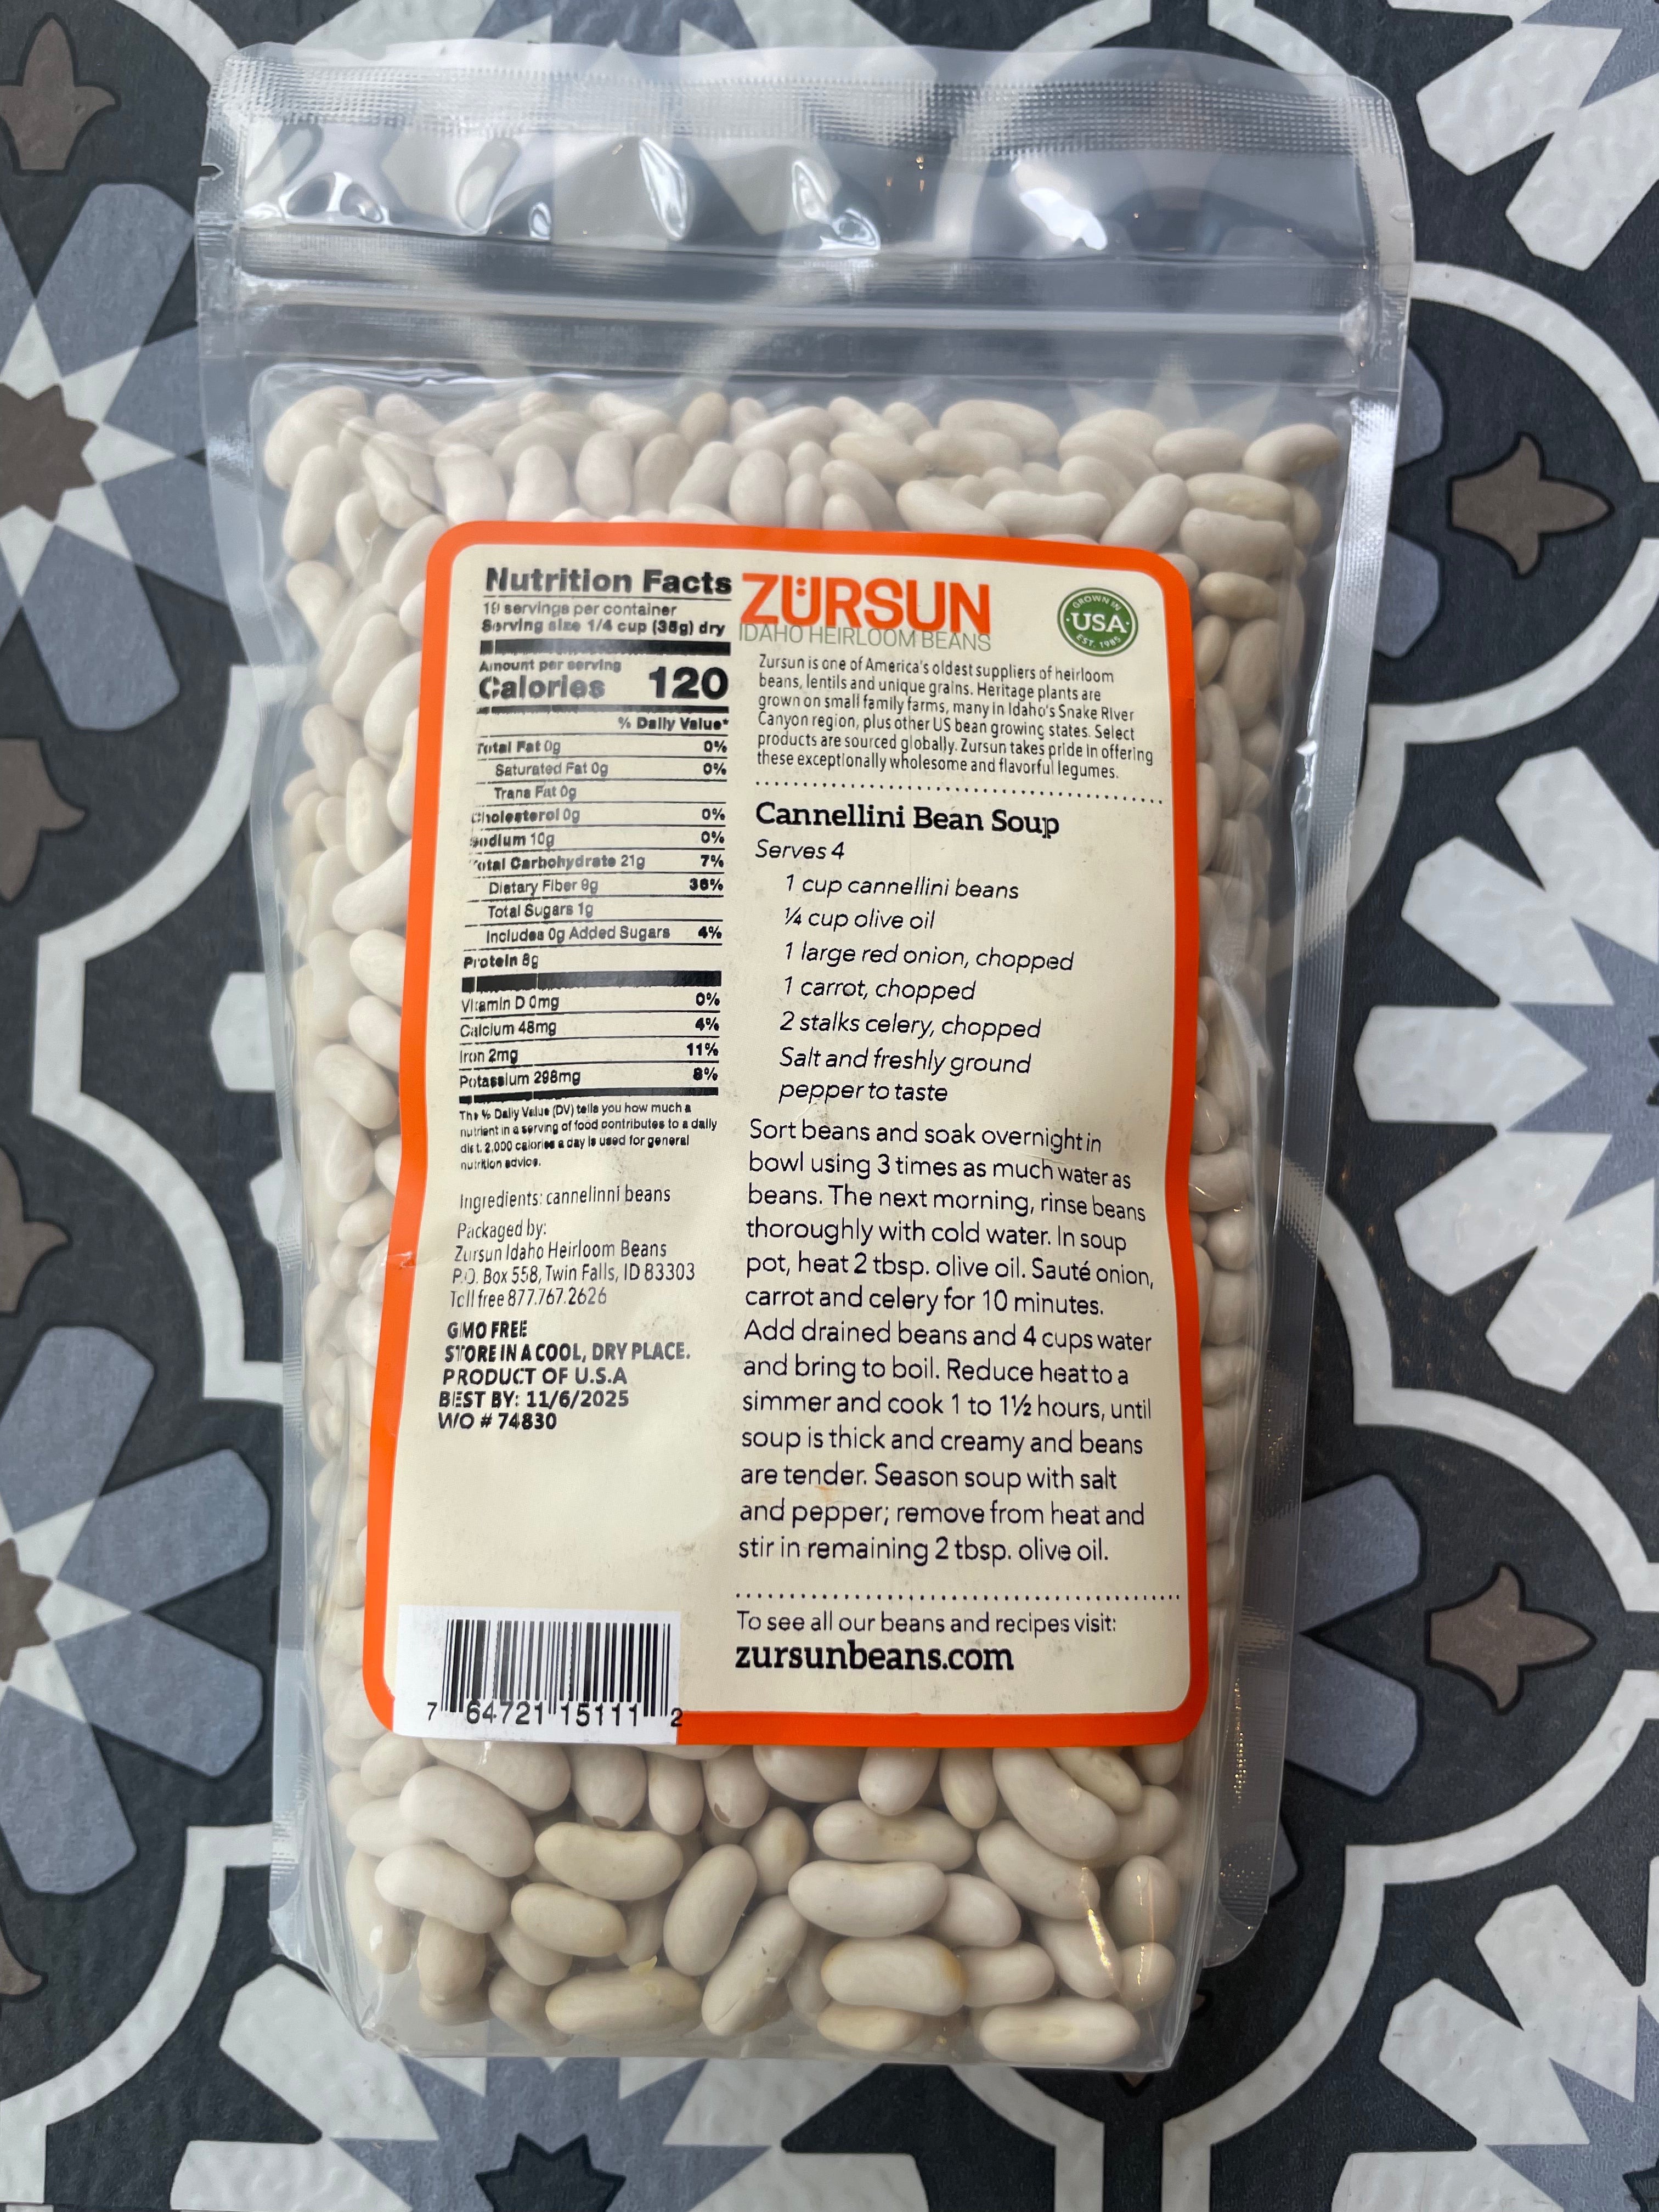 Nutrition Facts
servings per container
Serving size 1/4 cup (35g) dry
Amount per serving
Calories 120
% Daily Value*
Total Fat 0g 0%
Saturated Fat 0g 0%
Trans Fat 0g
Cholesterol 0g 0%
Sodium 10g 0%
Total Carbohydrate 21g 7%
Dietary Fiber 9g 36%
Total Sugars 1g
Includes 0g Added Sugars 4%
Protein 8g
Vitamin D 0mg 0%
Calcium 48mg 4%
Iron 2mg 11%
Potassium 298mg 8%
The % Daily Value (DV) tells you how much a
nutrient in a serving of food contributes to a daily
diet. 2,000 calories a day is used for general
nutrition advice.
Ingredients: cannelinni beans
Packaged by:
Zursun Idaho Heirloom Beans
P.O. Box 558, Twin Falls, ID 83303
Toll free 877.767.2626
GMO FREE
STORE IN A COOL, DRY PLACE.
PRODUCT OF U.S.A
BEST BY: 11/6/2025
WO # 74830
7 64721 15111 2
ZÜRSUN
IDAHO HEIRLOOM BEANS
GROWN IN
USA
EST. 1985
Zursun is one of America's oldest suppliers of heirloom
beans, lentils and unique grains. Heritage plants are
grown on small family farms, many in Idaho's Snake River
Canyon region, plus other US bean growing states. Select
products are sourced globally. Zursun takes pride in offering
these exceptionally wholesome and flavorful legumes.
Cannellini Bean Soup
Serves 4
1 cup cannellini beans
¼ cup olive oil
1 large red onion, chopped
1 carrot, chopped
2 stalks celery, chopped
Salt and freshly ground
pepper to taste
Sort beans and soak overnight in
bowl using 3 times as much water as
beans. The next morning, rinse beans
thoroughly with cold water. In soup
pot, heat 2 tbsp. olive oil. Sauté onion,
carrot and celery for 10 minutes.
Add drained beans and 4 cups water
and bring to boil. Reduce heat to a
simmer and cook 1 to 1½ hours, until
soup is thick and creamy and beans
are tender. Season soup with salt
and pepper; remove from heat and
stir in remaining 2 tbsp. olive oil.
To see all our beans and recipes visit:
zursunbeans.com